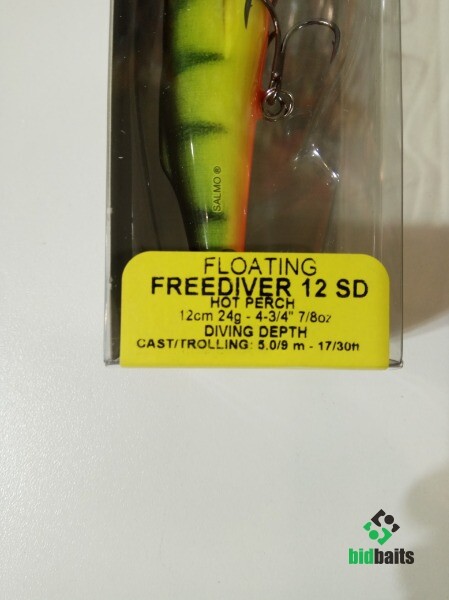 SALMO ®
FLOATING
FREEDIVER 12 SD
HOT PERCH
12cm 24g - 4-3/4" 7/8oz
DIVING DEPTH
CAST/TROLLING: 5,0/9 m - 17/30ft
bidbaits